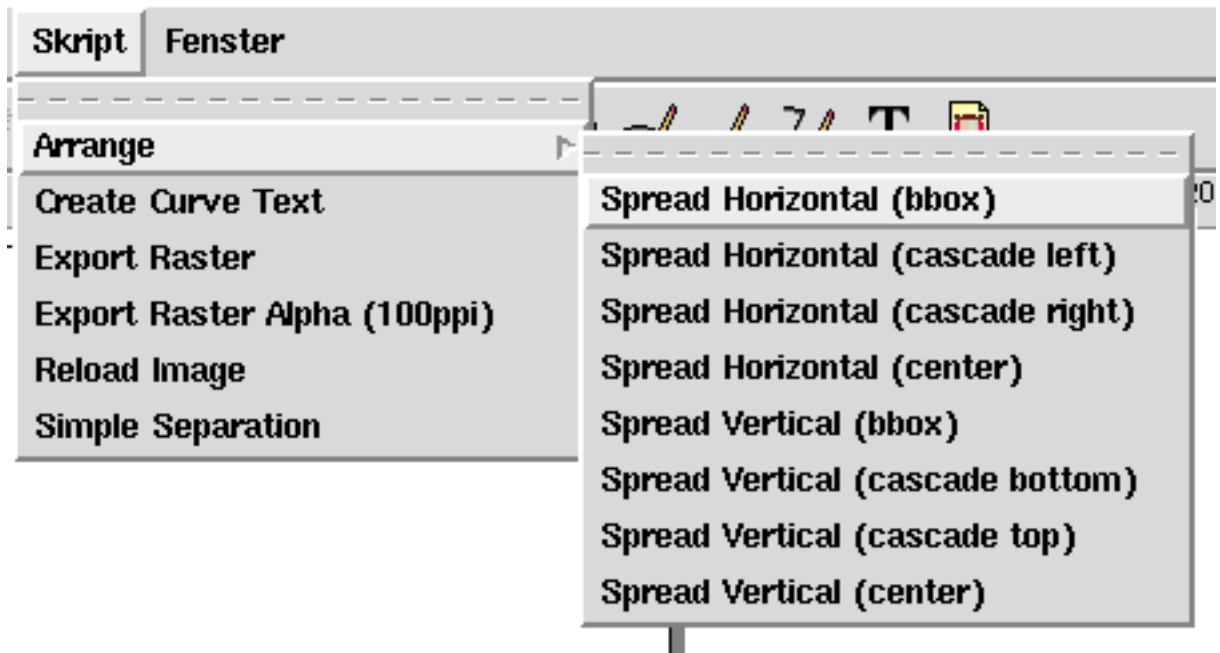 Skript Fenster
Arrange
Create Curve Text
Export Raster
Export Raster Alpha (100ppi)
Reload Image
Simple Separation
T
20
Spread Horizontal (bbox)
Spread Horizontal (cascade left)
Spread Horizontal (cascade right)
Spread Horizontal (center)
Spread Vertical (bbox)
Spread Vertical (cascade bottom)
Spread Vertical (cascade top)
Spread Vertical (center)